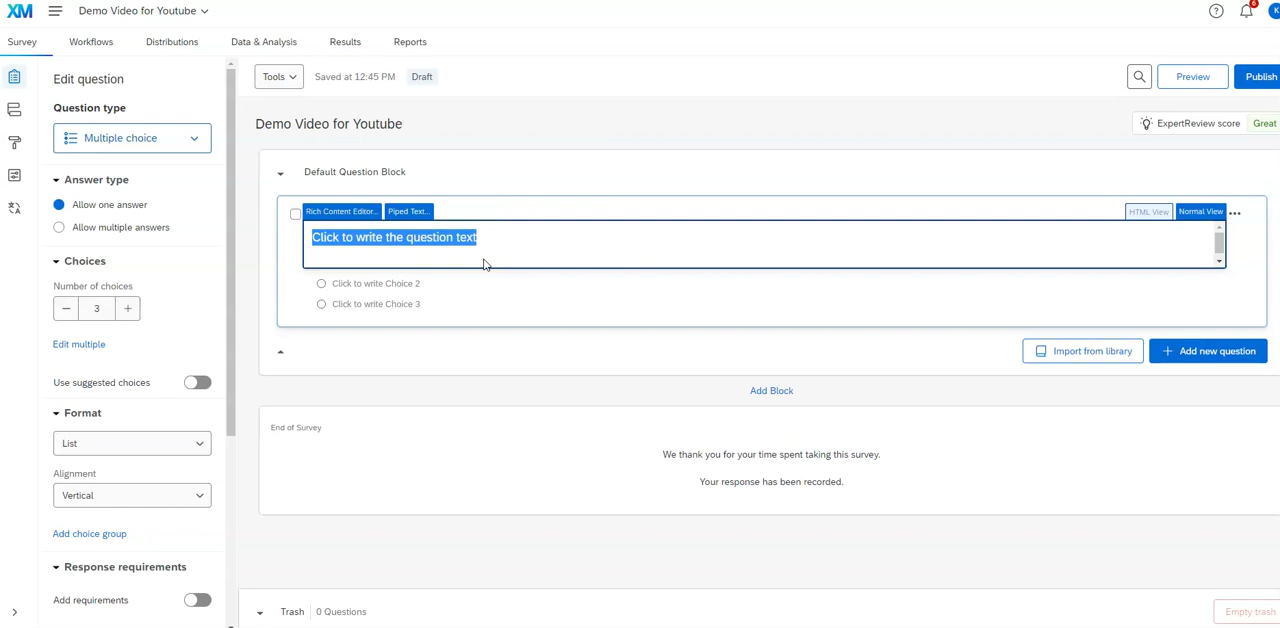 XM
Demo Video for Youtube
6
K
Survey
Workflows
Distributions
Data & Analysis
Results
Reports
Edit question
Question type
Multiple choice
Answer type
Allow one answer
Allow multiple answers
Choices
Number of choices
3
Edit multiple
Use suggested choices
Format
List
Alignment
Vertical
Add choice group
Response requirements
Add requirements
Tools
Saved at 12:45 PM
Draft
Preview
Publish
Demo Video for Youtube
ExpertReview score
Great
Default Question Block
Rich Content Editor...
Piped Text...
HTML View
Normal View
Click to write the question text
Click to write Choice 2
Click to write Choice 3
Import from library
Add new question
Add Block
End of Survey
We thank you for your time spent taking this survey.
Your response has been recorded.
Trash
0 Questions
Empty trash